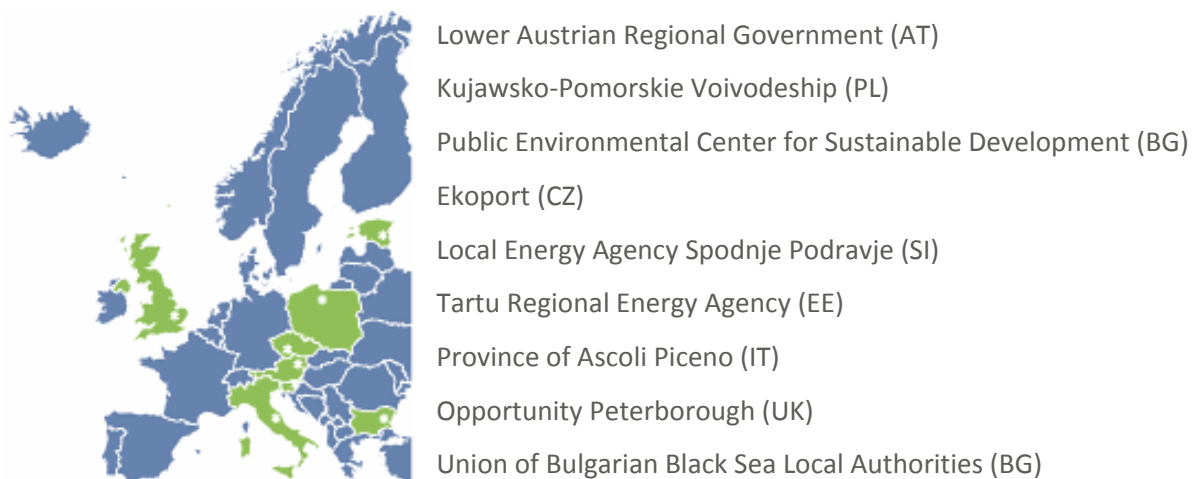 Lower Austrian Regional Government (AT)
Kujawsko-Pomorskie Voivodeship (PL)
Public Environmental Center for Sustainable Development (BG)
Ekoport (CZ)
Local Energy Agency Spodnje Podravje (SI)
Tartu Regional Energy Agency (EE)
Province of Ascoli Piceno (IT)
Opportunity Peterborough (UK)
Union of Bulgarian Black Sea Local Authorities (BG)